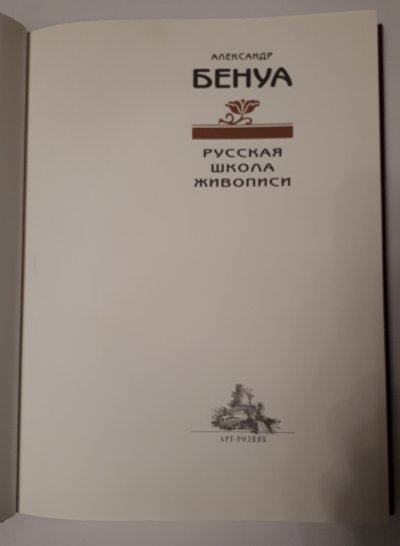 АЛЕКСАНДР
БЕНУА
РУССКАЯ
ШКОЛА
ЖИВОПИСИ
АРТ-РОДНИК